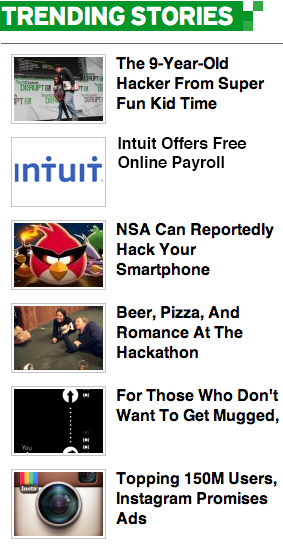 TRENDING STORIES
The 9-Year-Old
Hacker From Super
Fun Kid Time
Intuit Offers Free
Online Payroll
intuit
NSA Can Reportedly
Hack Your
Smartphone
Beer, Pizza, And
Romance At The
Hackathon
For Those Who Don't
Want To Get Mugged,
You
Topping 150M Users,
Instagram Promises
Ads
Insta